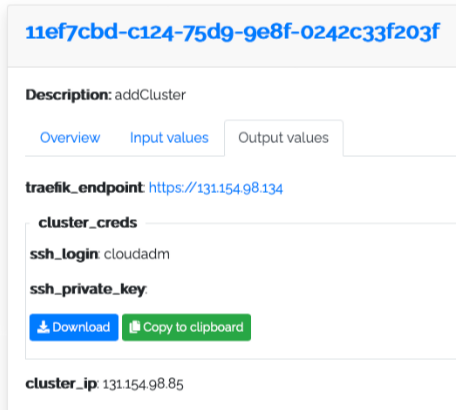 11ef7cbd-c124-75d9-9e8f-0242c33f203f
Description: addCluster
Overview Input values Output values
traefik_endpoint: https://131.154.98.134
cluster_creds
ssh_login: cloudadm
ssh_private_key:
Download Copy to clipboard
cluster_ip: 131.154.98.85